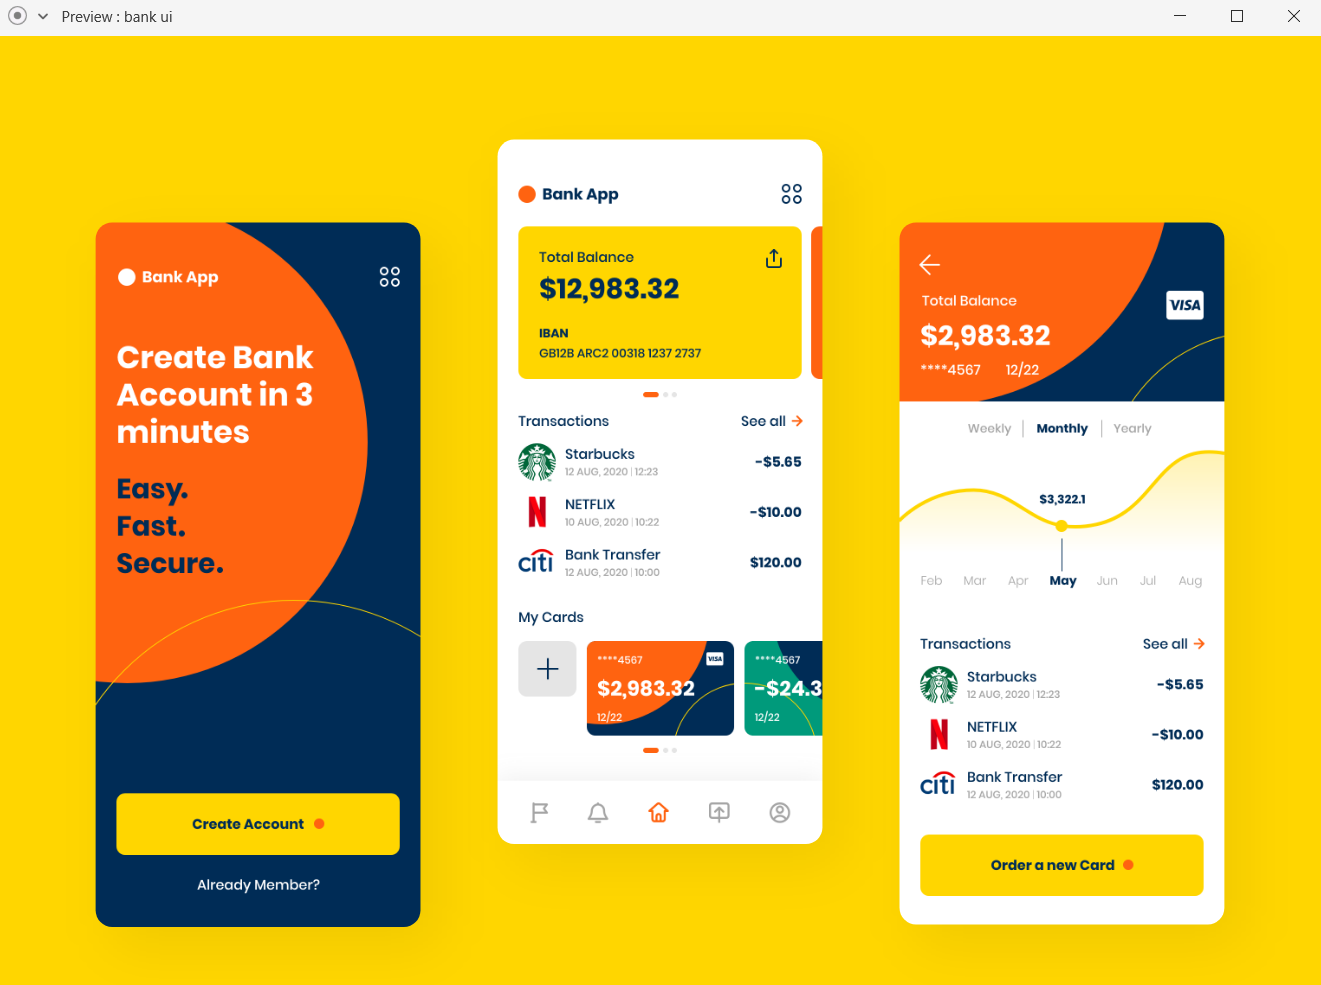 Preview : bank ui
Bank App
Create Bank
Account in 3
minutes
Easy.
Fast.
Secure.
Create Account
Already Member?
Bank App
Total Balance
$12,983.32
IBAN
GB12B ARC2 00318 1237 2737
Transactions
See all
Starbucks
12 AUG, 2020 | 12:23
-$5.65
N
NETFLIX
10 AUG, 2020 | 10:22
-$10.00
citi
Bank Transfer
12 AUG, 2020 | 10:00
$120.00
My Cards
****4567
VISA
$2,983.32
12/22
****4567
-$24.3
12/22
Total Balance
$2,983.32
****4567 12/22
VISA
Weekly | Monthly | Yearly
$3,322.1
Feb Mar Apr May Jun Jul Aug
Transactions
See all
Starbucks
12 AUG, 2020 | 12:23
-$5.65
N
NETFLIX
10 AUG, 2020 | 10:22
-$10.00
citi
Bank Transfer
12 AUG, 2020 | 10:00
$120.00
Order a new Card